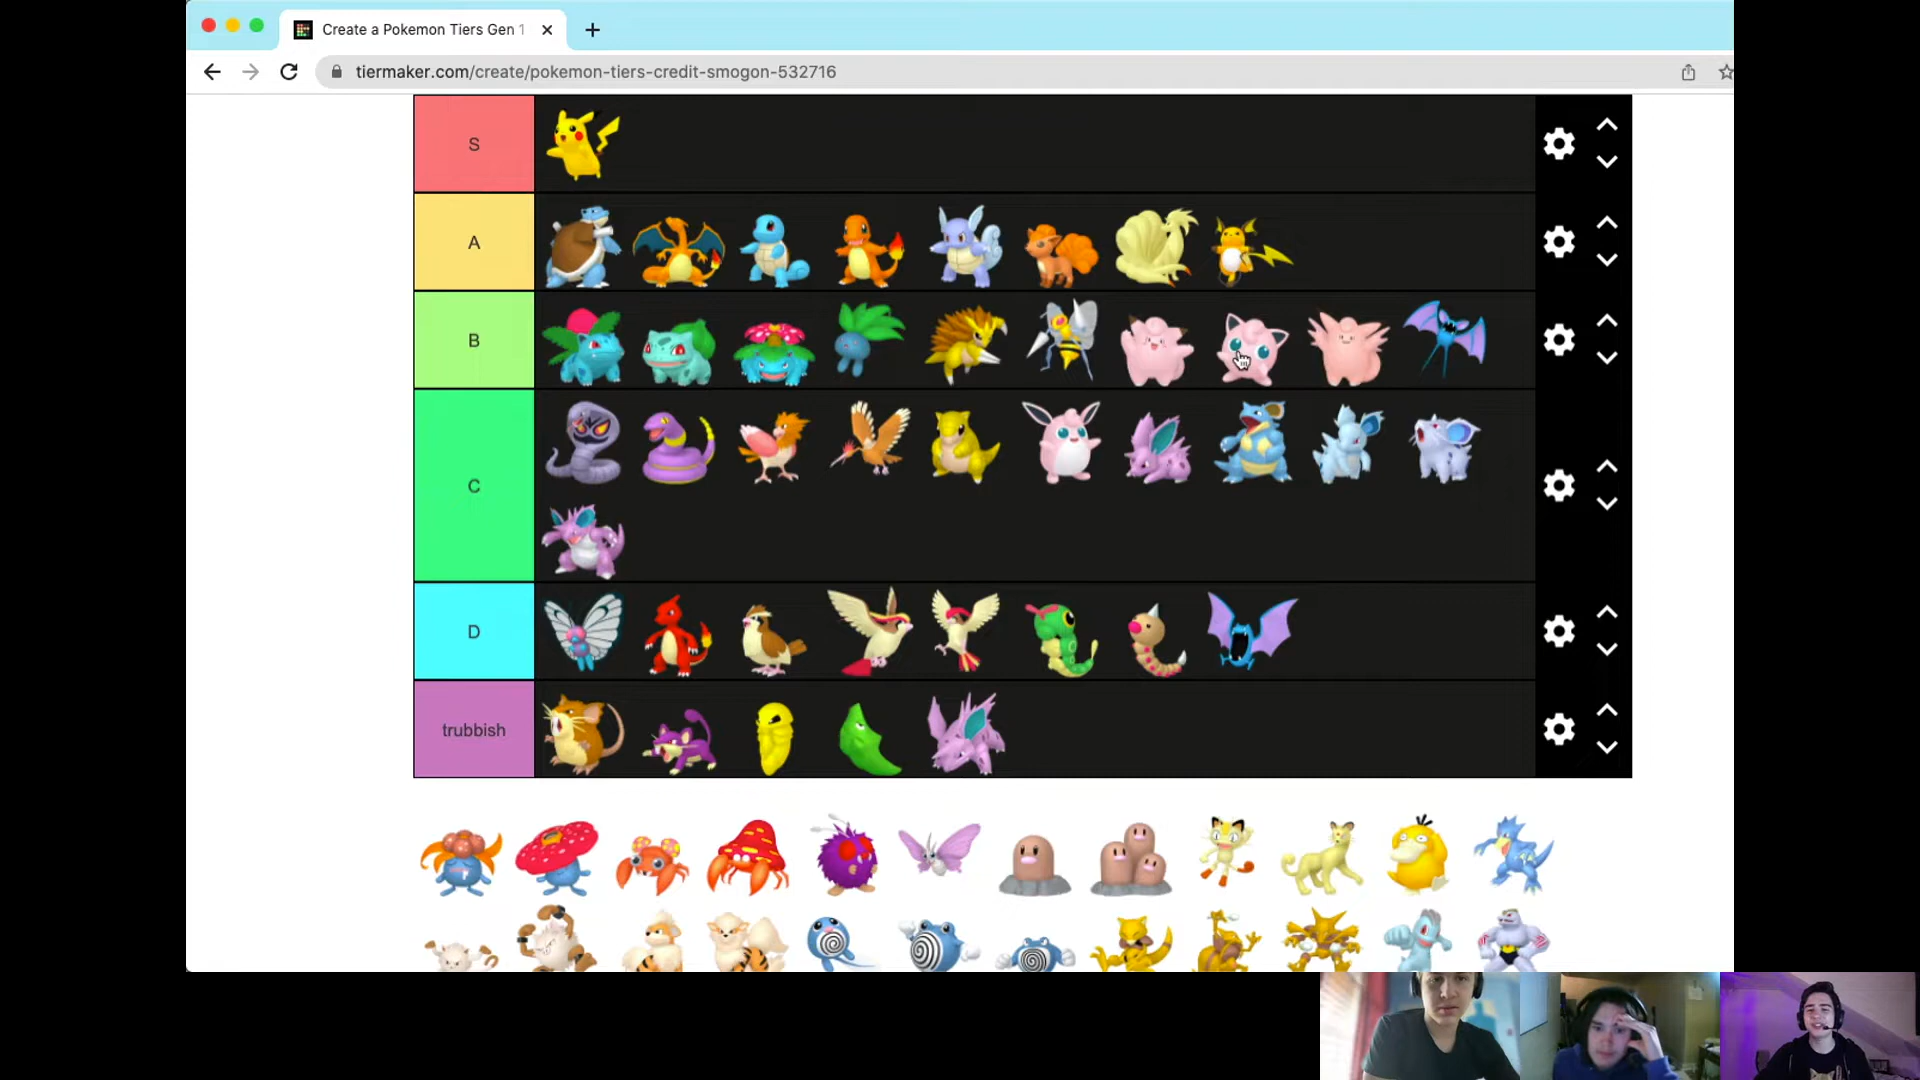 Create a Pokemon Tiers Gen 1
tiermaker.com/create/pokemon-tiers-credit-smogon-532716
S
A
B
C
D
trubbish